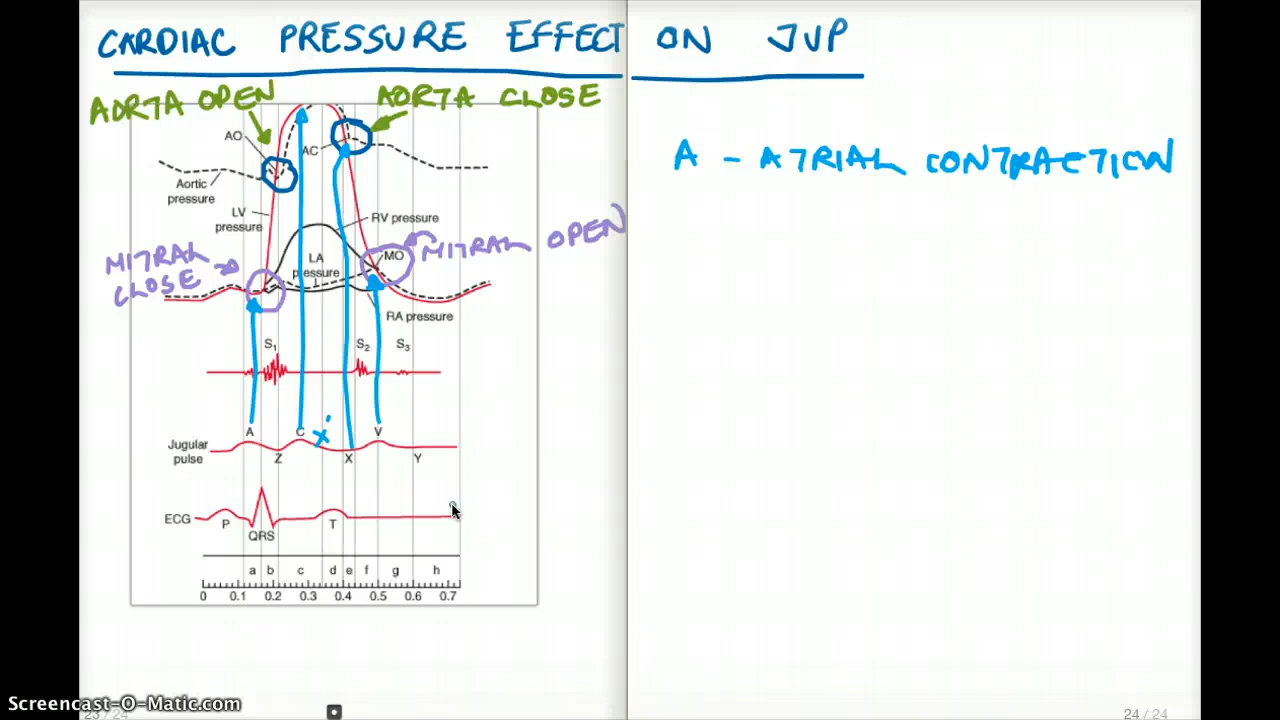 CARDIAC PRESSURE EFFECT ON JVP
AORTA OPEN
AORTA CLOSE
AO
AC
Aortic
pressure
LV
pressure
RV pressure
MITRAL OPEN
MO
LA
pressure
MITRAL
CLOSE
RA pressure
S1
S2
S3
A
C
X'
V
Jugular
pulse
Z
X
Y
ECG
P
QRS
T
a b c d e f g h
0 0.1 0.2 0.3 0.4 0.5 0.6 0.7
A - ATRIAL CONTRACTION
Screencast-O-Matic.com
23 / 24
24 / 24